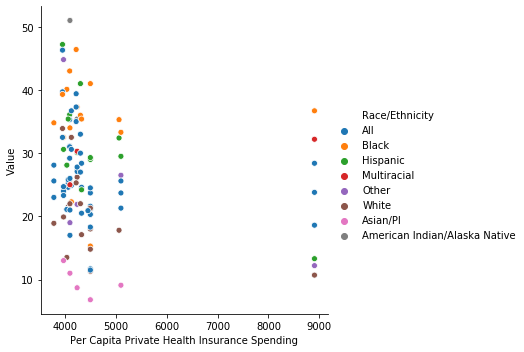 50
40
30
20
10
Value
4000 5000 6000 7000 8000 9000
Per Capita Private Health Insurance Spending
Race/Ethnicity
All
Black
Hispanic
Multiracial
Other
White
Asian/PI
American Indian/Alaska Native